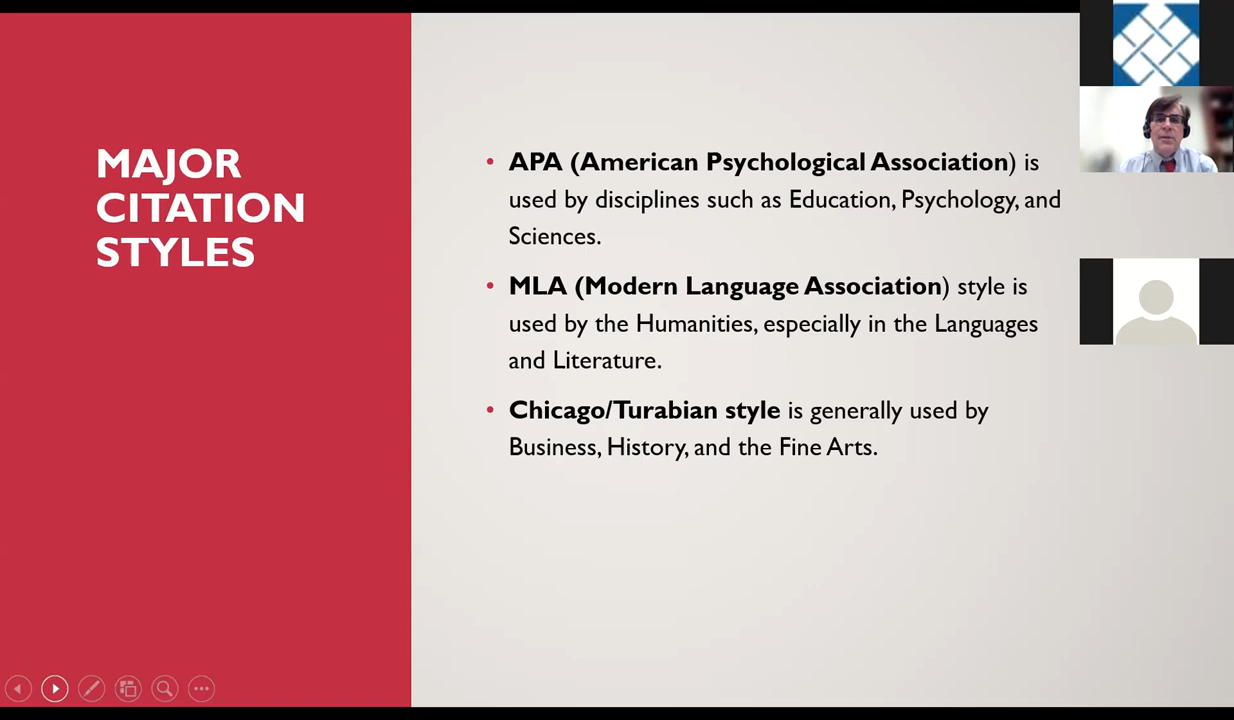 MAJOR
CITATION
STYLES
• APA (American Psychological Association) is
used by disciplines such as Education, Psychology, and
Sciences.
• MLA (Modern Language Association) style is
used by the Humanities, especially in the Languages
and Literature.
• Chicago/Turabian style is generally used by
Business, History, and the Fine Arts.